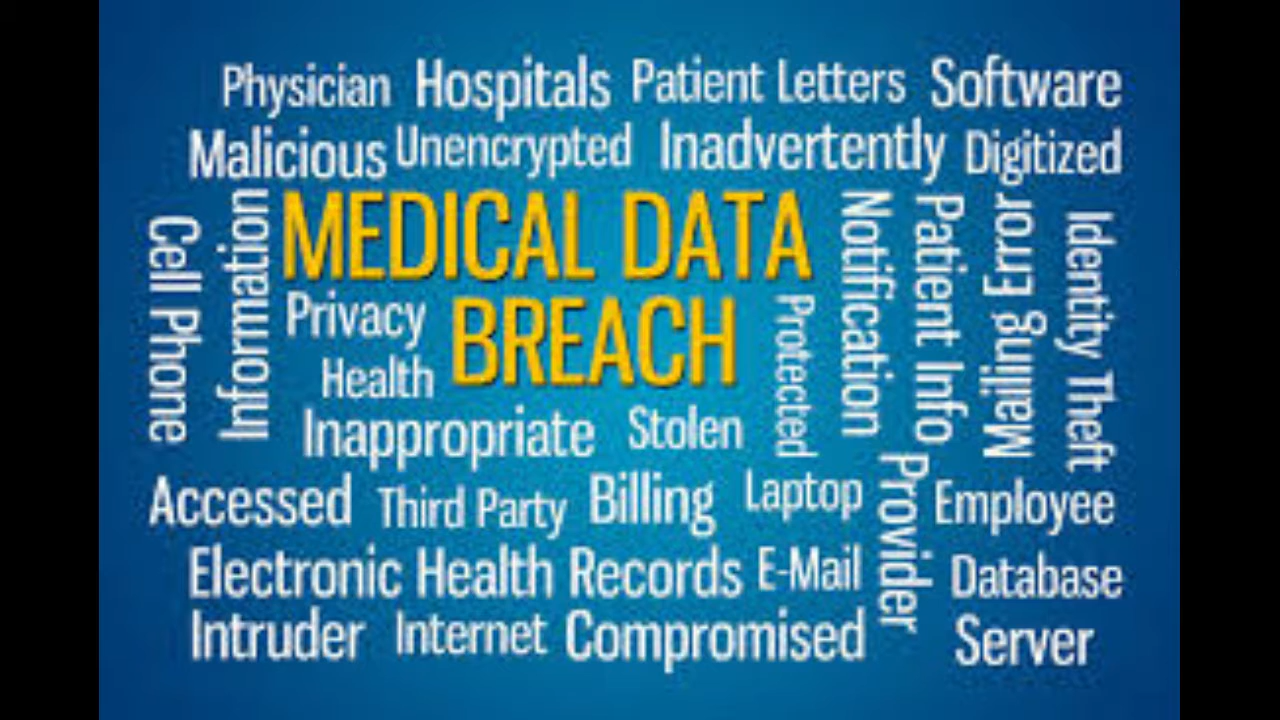 Physician Hospitals Patient Letters Software
Malicious Unencrypted Inadvertently Digitized
Cell Phone
Information
MEDICAL DATA
BREACH
Privacy
Health
Protected
Notification
Patient Info
Mailing Error
Identity Theft
Inappropriate Stolen
Accessed Third Party Billing Laptop
Provider
Employee
Electronic Health Records E-Mail
Database
Intruder Internet Compromised
Server